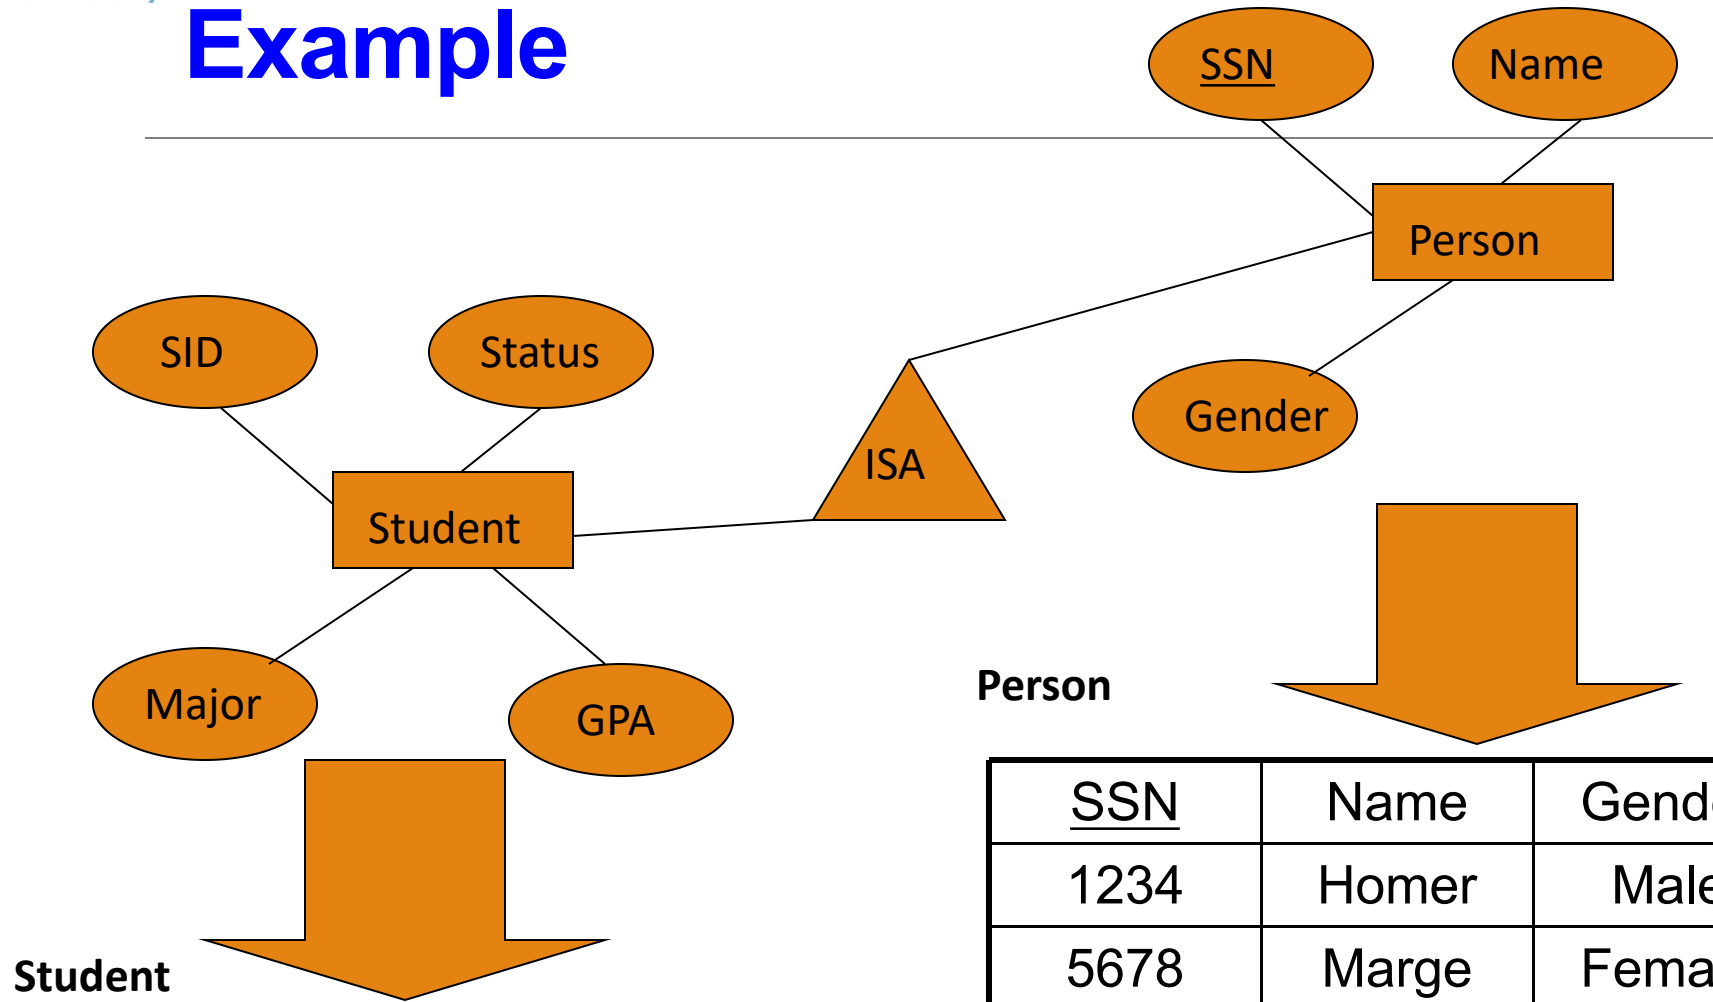 Example
SSN
Name
Person
SID
Status
Gender
ISA
Student
Major
GPA
Person
SSN Name
1234 Homer Male
5678 Marge
Student